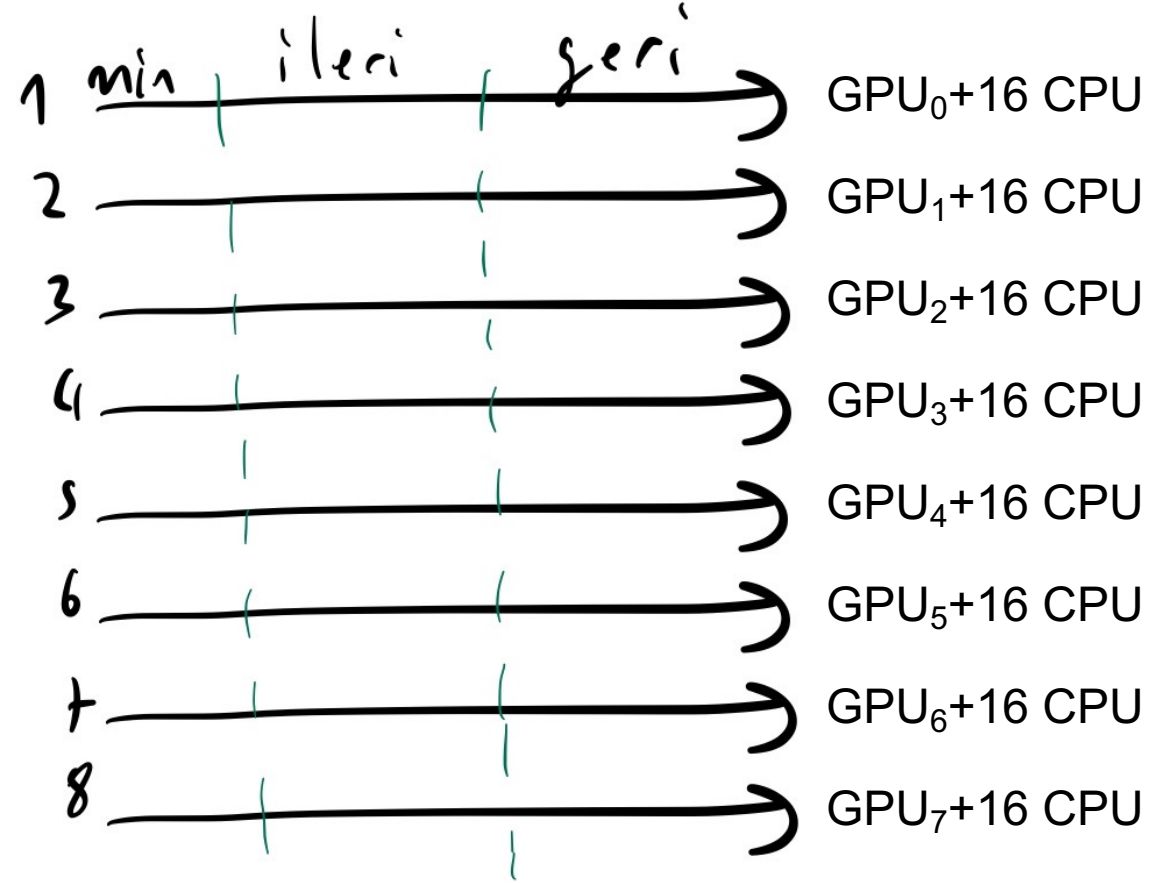 min ileri geri
1 GPU₀+16 CPU
2 GPU₁+16 CPU
3 GPU₂+16 CPU
4 GPU₃+16 CPU
5 GPU₄+16 CPU
6 GPU₅+16 CPU
7 GPU₆+16 CPU
8 GPU₇+16 CPU